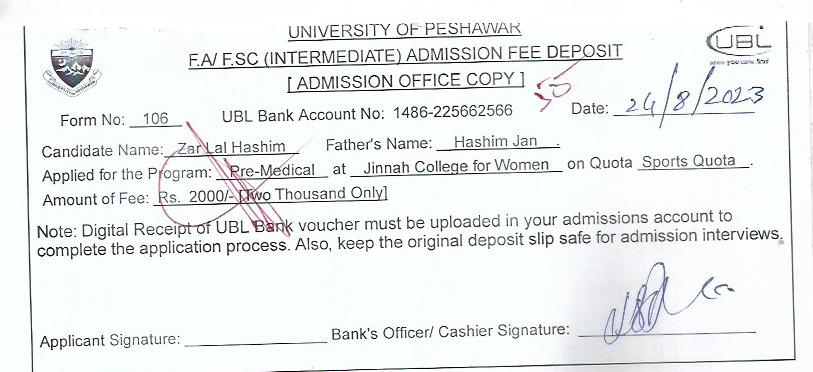 UNIVERSITY OF PESHAWAR
F.A/ F.SC (INTERMEDIATE) ADMISSION FEE DEPOSIT
[ ADMISSION OFFICE COPY ]
UBL
where you come first
Form No: 106 UBL Bank Account No: 1486-225662566 50 Date: 24/8/2023
Candidate Name: Zar Lal Hashim Father's Name: Hashim Jan .
Applied for the Program: Pre-Medical at Jinnah College for Women on Quota Sports Quota .
Amount of Fee: Rs. 2000/- [Two Thousand Only]
Note: Digital Receipt of UBL Bank voucher must be uploaded in your admissions account to
complete the application process. Also, keep the original deposit slip safe for admission interviews.
Applicant Signature: Bank's Officer/ Cashier Signature: